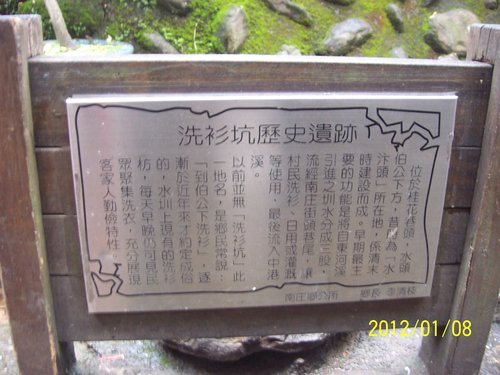 洗衫坑歷史遺跡
位於桂花巷頭，水頭
伯公下方，昔為「水
汴頭」所在地，係清末
時建設而成。早期最主
要的功能是將自東河溪
引進之圳水分成三股，
流經南庄街頭巷尾，讓
村民洗衫、日用或灌溉
等使用，最後流入中港
溪。
以前並無「洗衫坑」此
一地名，是鄉民常說：
「到伯公下洗衫」，逐
漸於近年來才約定成俗
的，水圳上現有的洗衫
枋，每天早晚仍可見民
眾聚集洗衣，充分展現
客家人勤儉特性。
南庄鄉公所 鄉長 李清枝
2012/01/08